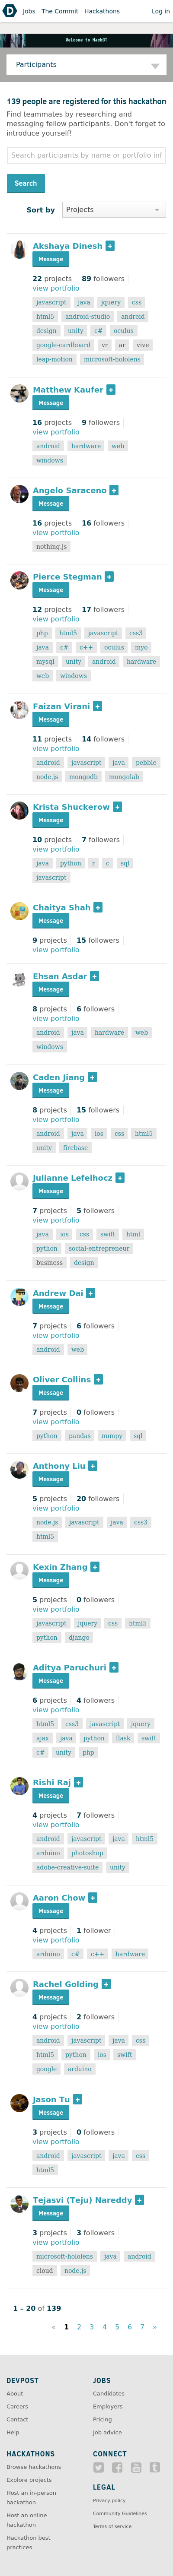 D Jobs The Commit Hackathons Log in
Welcome to HackGT
Participants
139 people are registered for this hackathon
Find teammates by researching and
messaging fellow participants. Don't forget to
introduce yourself!
Search participants by name or portfolio inf
Search
Sort by Projects
Akshaya Dinesh +
Message
22 projects 89 followers
view portfolio
javascript java jquery css
html5 android-studio android
design unity c# oculus
google-cardboard vr ar vive
leap-motion microsoft-hololens
Matthew Kaufer +
Message
16 projects 9 followers
view portfolio
android hardware web
windows
Angelo Saraceno +
Message
16 projects 16 followers
view portfolio
nothing.js
Pierce Stegman +
Message
12 projects 17 followers
view portfolio
php html5 javascript css3
java c# c++ oculus myo
mysql unity android hardware
web windows
Faizan Virani +
Message
11 projects 14 followers
view portfolio
android javascript java pebble
node.js mongodb mongolab
Krista Shuckerow +
Message
10 projects 7 followers
view portfolio
java python r c sql
javascript
Chaitya Shah +
Message
9 projects 15 followers
view portfolio
Ehsan Asdar +
Message
8 projects 6 followers
view portfolio
android java hardware web
windows
Caden Jiang +
Message
8 projects 15 followers
view portfolio
android java ios css html5
unity firebase
Julianne Lefelhocz +
Message
7 projects 5 followers
view portfolio
java ios css swift html
python social-entrepreneur
business design
Andrew Dai +
Message
7 projects 6 followers
view portfolio
android web
Oliver Collins +
Message
7 projects 0 followers
view portfolio
python pandas numpy sql
Anthony Liu +
Message
5 projects 20 followers
view portfolio
node.js javascript java css3
html5
Kexin Zhang +
Message
5 projects 0 followers
view portfolio
javascript jquery css html5
python django
Aditya Paruchuri +
Message
6 projects 4 followers
view portfolio
html5 css3 javascript jquery
ajax java python flask swift
c# unity php
Rishi Raj +
Message
4 projects 7 followers
view portfolio
android javascript java html5
arduino photoshop
adobe-creative-suite unity
Aaron Chow +
Message
4 projects 1 follower
view portfolio
arduino c# c++ hardware
Rachel Golding +
Message
4 projects 2 followers
view portfolio
android javascript java css
html5 python ios swift
google arduino
Jason Tu +
Message
3 projects 0 followers
view portfolio
android javascript java css
html5
Tejasvi (Teju) Nareddy +
Message
3 projects 3 followers
view portfolio
microsoft-hololens java android
cloud node.js
1 – 20 of 139
« 1 2 3 4 5 6 7 »
DEVPOST
About
Careers
Contact
Help
JOBS
Candidates
Employers
Pricing
Job advice
HACKATHONS
Browse hackathons
Explore projects
Host an in-person
hackathon
Host an online
hackathon
Hackathon best
practices
CONNECT
LEGAL
Privacy policy
Community Guidelines
Terms of service